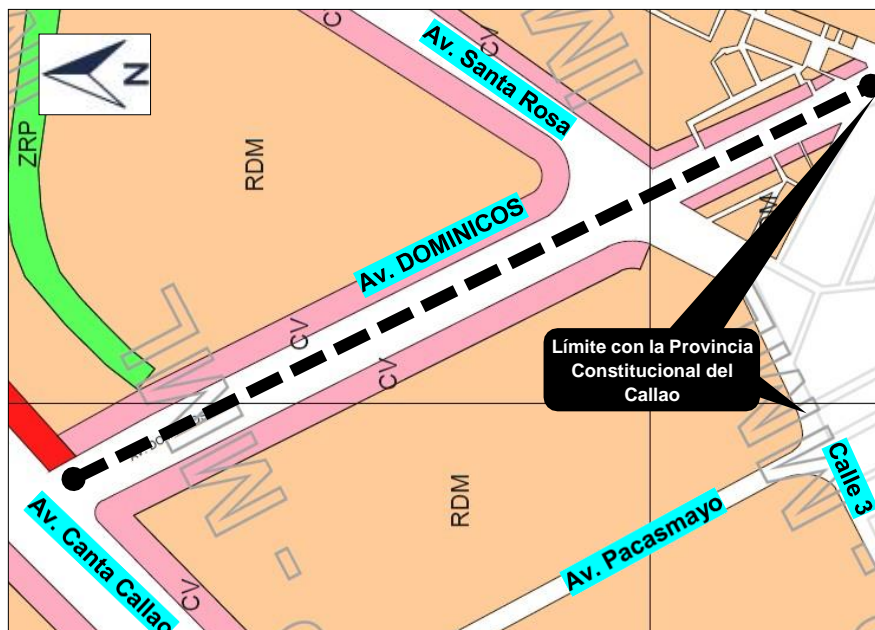 Av. Santa Rosa
CV
N
ZRP
RDM
Av. DOMINICOS
CV
CV
Límite con la Provincia
Constitucional del
Callao
RDM
Av. Canta Callao
Av. Pacasmayo
Calle 3
CV